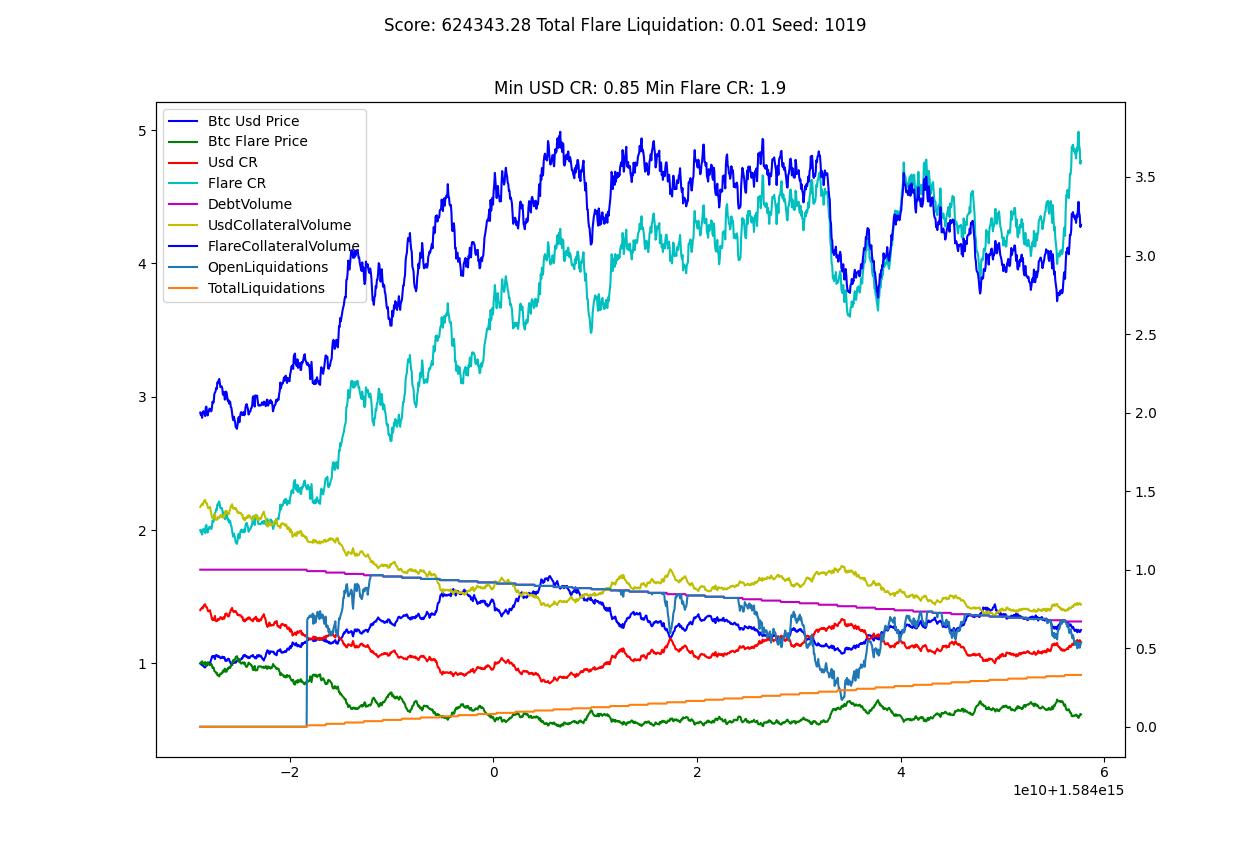 Score: 624343.28 Total Flare Liquidation: 0.01 Seed: 1019
Min USD CR: 0.85 Min Flare CR: 1.9
Btc Usd Price
Btc Flare Price
Usd CR
Flare CR
DebtVolume
UsdCollateralVolume
FlareCollateralVolume
OpenLiquidations
TotalLiquidations
5
4
3
2
1
3.5
3.0
2.5
2.0
1.5
1.0
0.5
0.0
−2 0 2 4 6
1e10+1.584e15